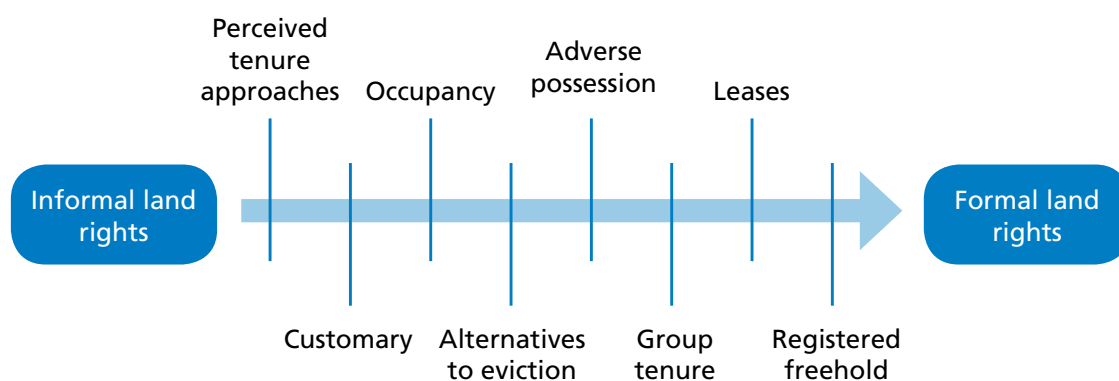 Perceived
tenure
approaches
Occupancy
Adverse
possession
Leases
Informal land
rights
Formal land
rights
Customary
Alternatives
to eviction
Group
tenure
Registered
freehold